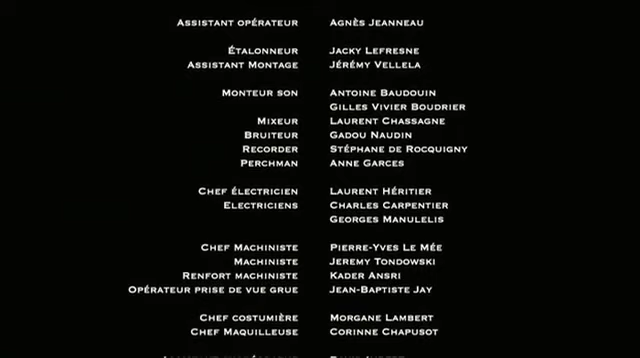 Assistant opérateur Agnès Jeanneau
Étalonneur Jacky Lefresne
Assistant Montage Jérémy Vellela
Monteur son Antoine Baudouin
Gilles Vivier Boudrier
Mixeur Laurent Chassagne
Bruiteur Gadou Naudin
Recorder Stéphane de Rocquigny
Perchman Anne Garces
Chef électricien Laurent Héritier
Electriciens Charles Carpentier
Georges Manulelis
Chef Machiniste Pierre-Yves Le Mée
Machiniste Jeremy Tondowski
Renfort machiniste Kader Ansri
Opérateur prise de vue grue Jean-Baptiste Jay
Chef costumière Morgane Lambert
Chef Maquilleuse Corinne Chapusot